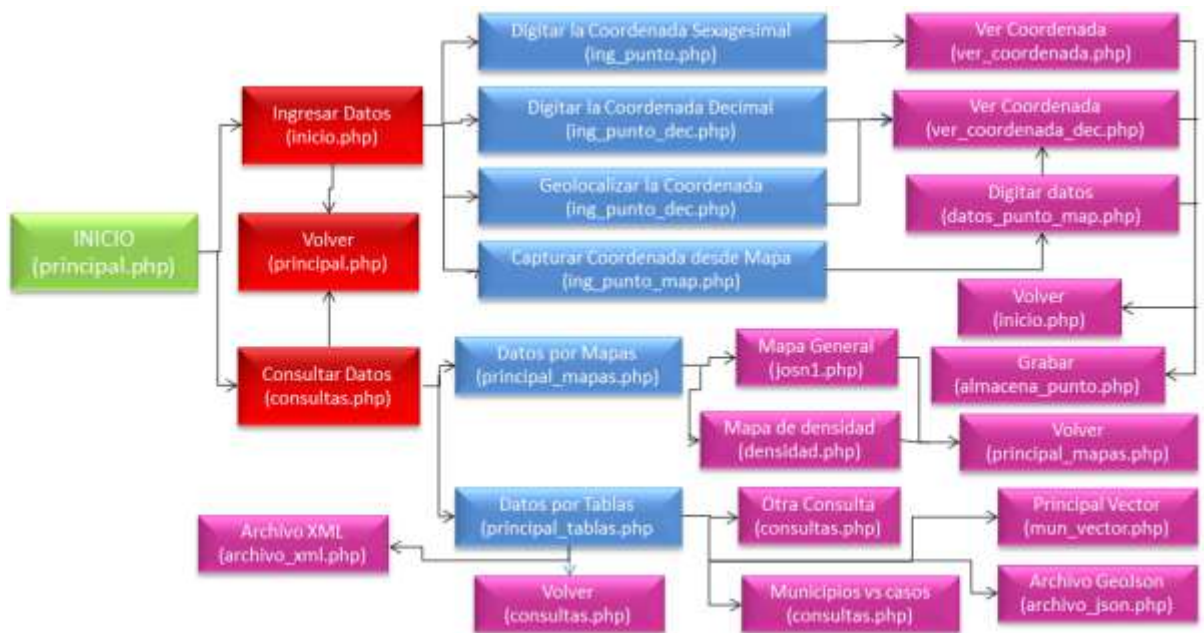 INICIO
(principal.php)
Ingresar Datos
(inicio.php)
Volver
(principal.php)
Consultar Datos
(consultas.php)
Digitar la Coordenada Sexagesimal
(ing_punto.php)
Digitar la Coordenada Decimal
(ing_punto_dec.php)
Geolocalizar la Coordenada
(ing_punto_dec.php)
Capturar Coordenada desde Mapa
(ing_punto_map.php)
Ver Coordenada
(ver_coordenada.php)
Ver Coordenada
(ver_coordenada_dec.php)
Digitar datos
(datos_punto_map.php)
Volver
(inicio.php)
Grabar
(almacena_punto.php)
Datos por Mapas
(principal_mapas.php)
Mapa General
(josn1.php)
Mapa de densidad
(densidad.php)
Volver
(principal_mapas.php)
Datos por Tablas
(principal_tablas.php
Archivo XML
(archivo_xml.php)
Volver
(consultas.php)
Otra Consulta
(consultas.php)
Municipios vs casos
(consultas.php)
Principal Vector
(mun_vector.php)
Archivo GeoJson
(archivo_json.php)